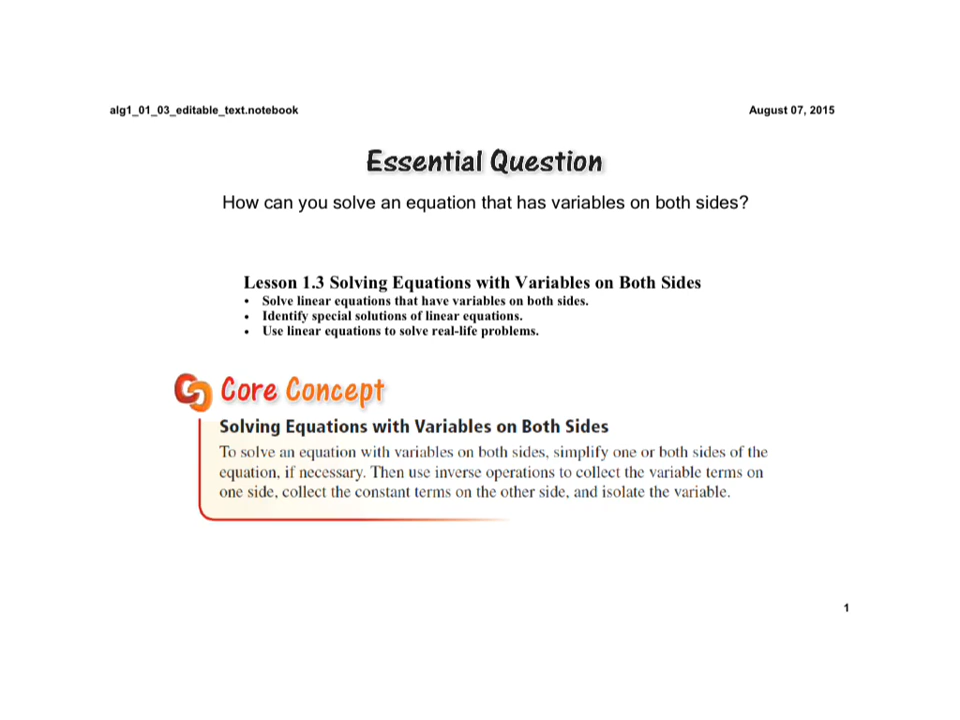 alg1_01_03_editable_text.notebook
August 07, 2015
Essential Question
How can you solve an equation that has variables on both sides?
Lesson 1.3 Solving Equations with Variables on Both Sides
• Solve linear equations that have variables on both sides.
• Identify special solutions of linear equations.
• Use linear equations to solve real-life problems.
Core Concept
Solving Equations with Variables on Both Sides
To solve an equation with variables on both sides, simplify one or both sides of the
equation, if necessary. Then use inverse operations to collect the variable terms on
one side, collect the constant terms on the other side, and isolate the variable.
1